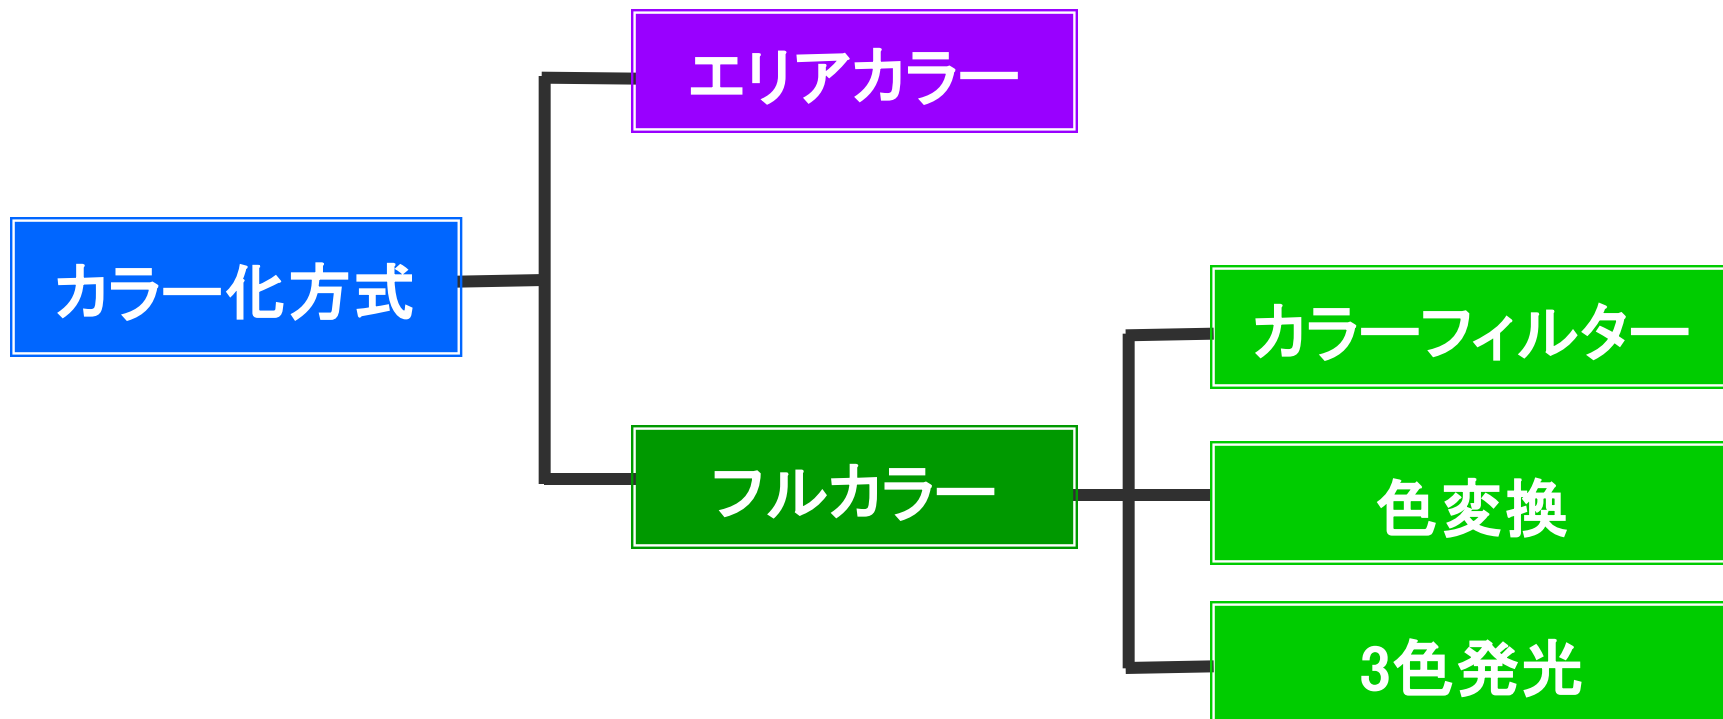 エリアカラー
カラー化方式
カラーフィルター
フルカラー
色変換
3色発光